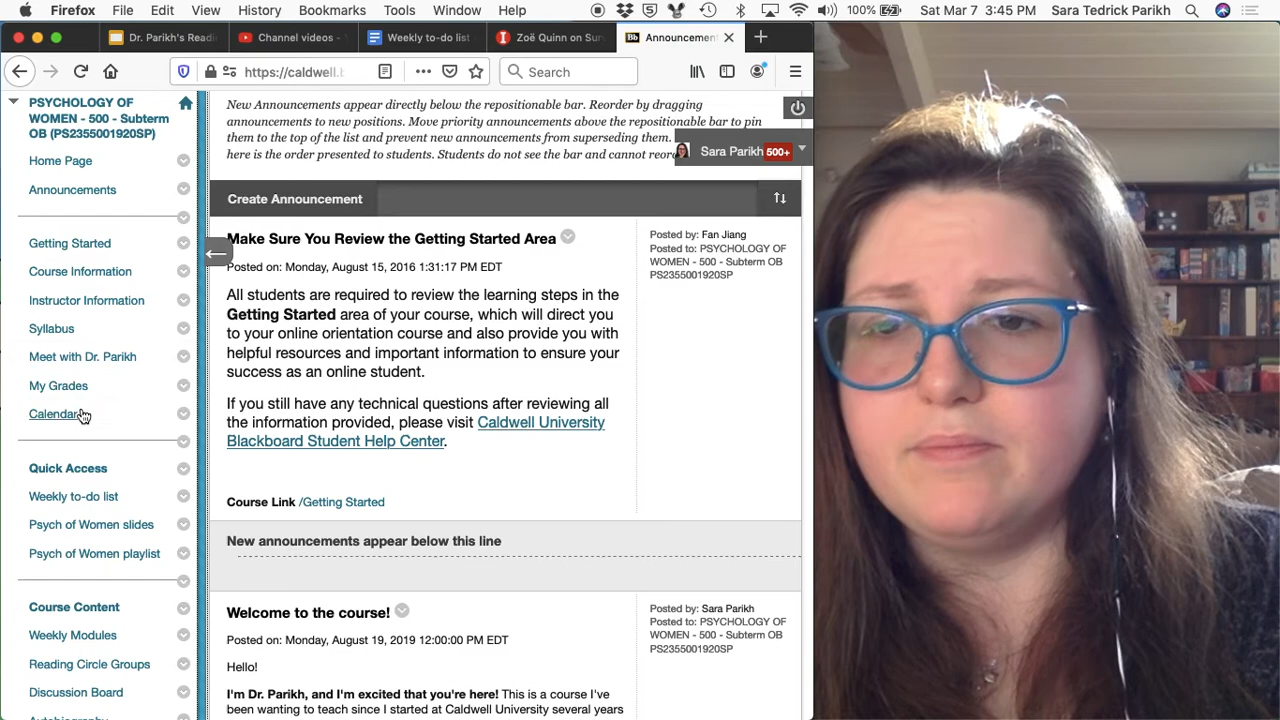 Firefox File Edit View History Bookmarks Tools Window Help 100% Sat Mar 7 3:45 PM Sara Tedrick Parikh
Dr. Parikh's Readi Channel videos - Weekly to-do list Zoë Quinn on Sur Bb Announcement
https://caldwell.b Search
PSYCHOLOGY OF
WOMEN - 500 - Subterm
OB (PS2355001920SP)
Home Page
Announcements
Getting Started
Course Information
Instructor Information
Syllabus
Meet with Dr. Parikh
My Grades
Calendar
Quick Access
Weekly to-do list
Psych of Women slides
Psych of Women playlist
Course Content
Weekly Modules
Reading Circle Groups
Discussion Board
Autobiography
New Announcements appear directly below the repositionable bar. Reorder by dragging
announcements to new positions. Move priority announcements above the repositionable bar to pin
them to the top of the list and prevent new announcements from superseding them.
here is the order presented to students. Students do not see the bar and cannot reor
Sara Parikh 500+
Create Announcement
Make Sure You Review the Getting Started Area
Posted on: Monday, August 15, 2016 1:31:17 PM EDT
All students are required to review the learning steps in the
Getting Started area of your course, which will direct you
to your online orientation course and also provide you with
helpful resources and important information to ensure your
success as an online student.
If you still have any technical questions after reviewing all
the information provided, please visit Caldwell University
Blackboard Student Help Center.
Course Link /Getting Started
Posted by: Fan Jiang
Posted to: PSYCHOLOGY OF
WOMEN - 500 - Subterm OB
PS2355001920SP
New announcements appear below this line
Welcome to the course!
Posted on: Monday, August 19, 2019 12:00:00 PM EDT
Hello!
I'm Dr. Parikh, and I'm excited that you're here! This is a course I've
been wanting to teach since I started at Caldwell University several years
Posted by: Sara Parikh
Posted to: PSYCHOLOGY OF
WOMEN - 500 - Subterm OB
PS2355001920SP